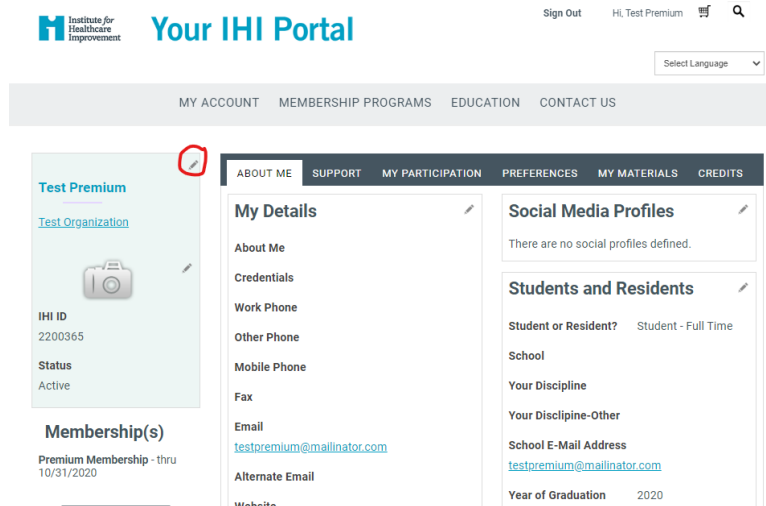 Institute for
Healthcare
Improvement
Your IHI Portal
Sign Out
Hi, Test Premium
Select Language
MY ACCOUNT MEMBERSHIP PROGRAMS EDUCATION CONTACT US
Test Premium
Test Organization
IHI ID
2200365
Status
Active
Membership(s)
Premium Membership - thru
10/31/2020
ABOUT ME SUPPORT MY PARTICIPATION PREFERENCES MY MATERIALS CREDITS
My Details
About Me
Credentials
Work Phone
Other Phone
Mobile Phone
Fax
Email
testpremium@mailinator.com
Alternate Email
Website
Social Media Profiles
There are no social profiles defined.
Students and Residents
Student or Resident? Student - Full Time
School
Your Discipline
Your Disclipine-Other
School E-Mail Address
testpremium@mailinator.com
Year of Graduation 2020